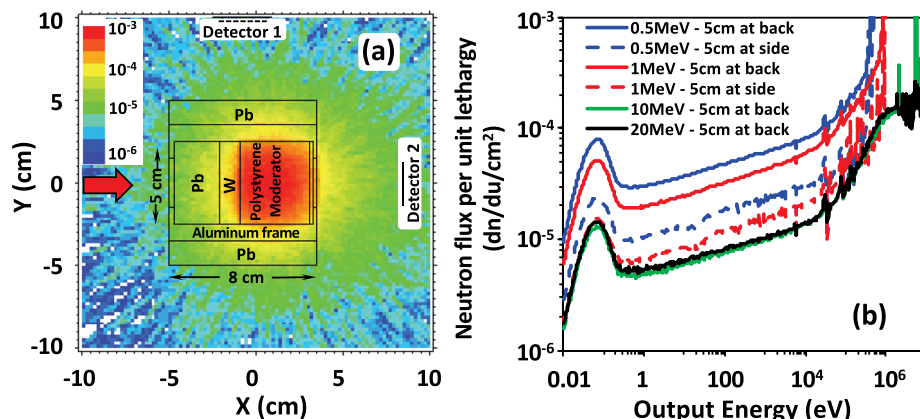 10
5
0
-5
-10
Y (cm)
10⁻³
10⁻⁴
10⁻⁵
10⁻⁶
Detector 1
(a)
Pb
Pb
W
Polystyrene
Moderator
5 cm
Aluminum frame
Pb
8 cm
Detector 2
-10
-5
0
5
10
X (cm)
Neutron flux per unit lethargy
(dn/du/cm²)
10⁻³
10⁻⁴
10⁻⁵
10⁻⁶
0.5MeV - 5cm at back
0.5MeV - 5cm at side
1MeV - 5cm at back
1MeV - 5cm at side
10MeV - 5cm at back
20MeV - 5cm at back
(b)
0.01
1
100
10⁴
10⁶
Output Energy (eV)